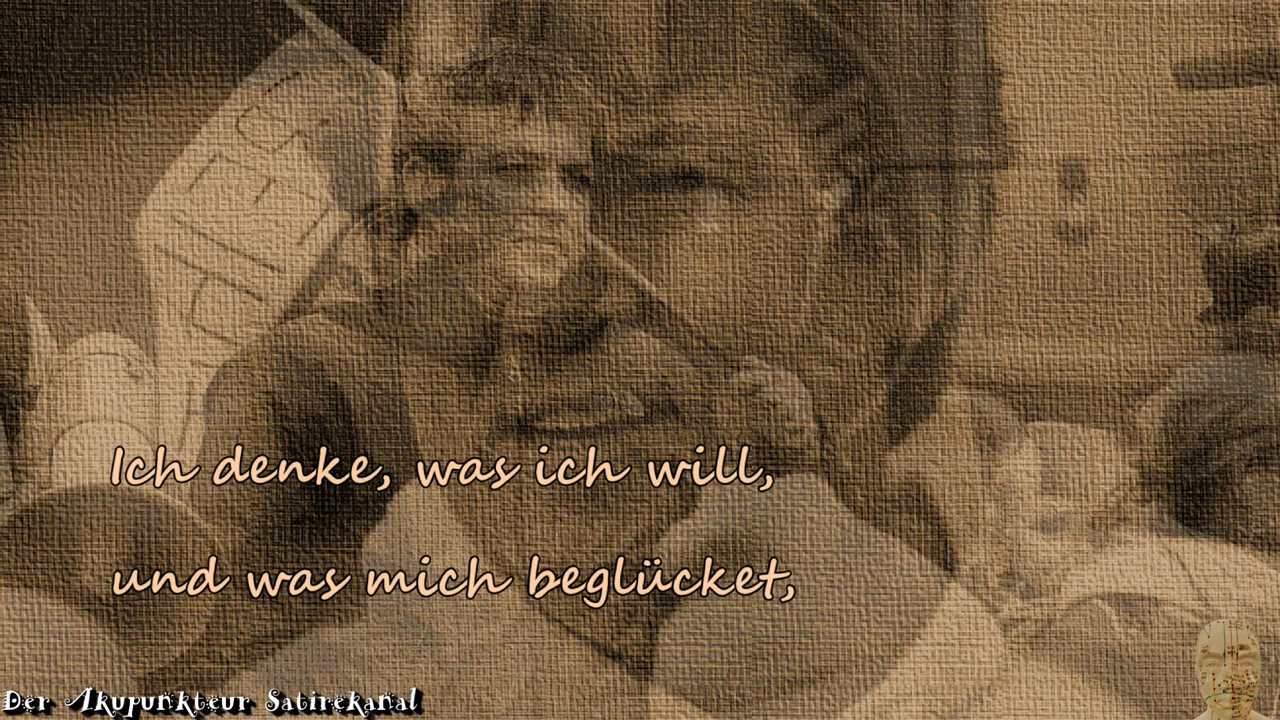 Ich denke, was ich will,
und was mich beglücket,
Der Akupunkteur Satirekanal